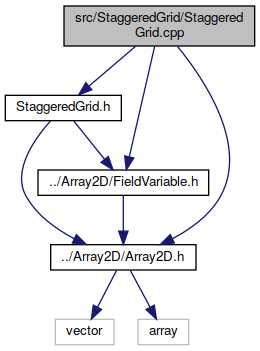 src/StaggeredGrid/Staggered
Grid.cpp
StaggeredGrid.h
../Array2D/FieldVariable.h
../Array2D/Array2D.h
vector
array